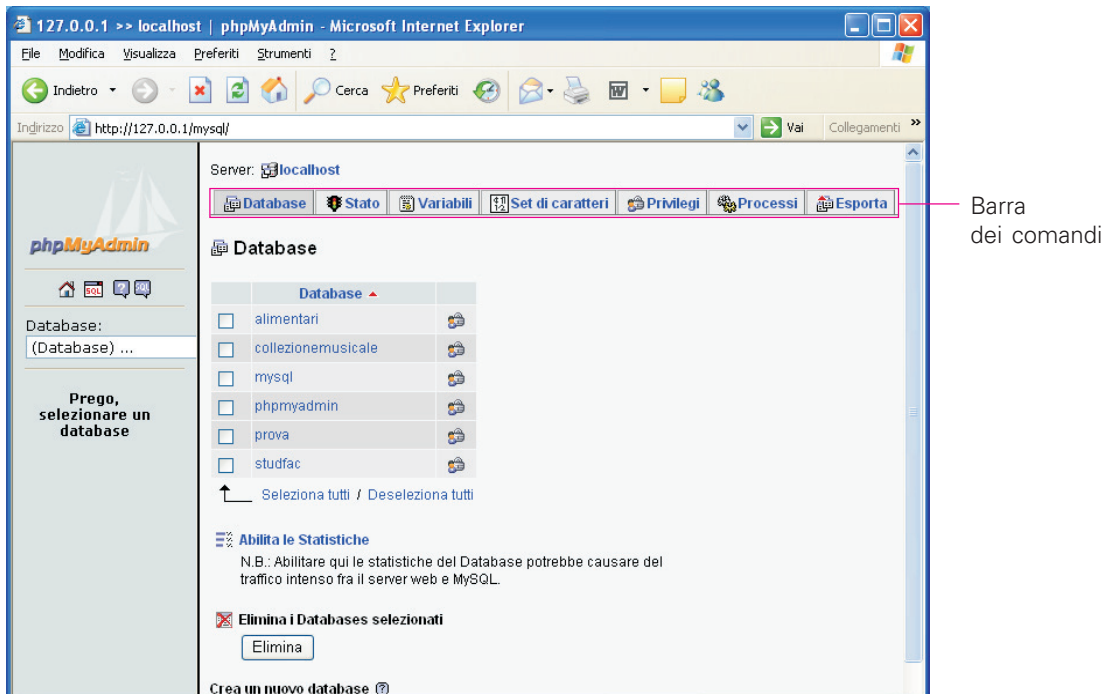 127.0.0.1 >> localhost | phpMyAdmin - Microsoft Internet Explorer
File Modifica Visualizza Preferiti Strumenti ?
Indietro Cerca Preferiti
Indirizzo http://127.0.0.1/mysql/ Vai Collegamenti »
Server: localhost
Database Stato Variabili Set di caratteri Privilegi Processi Esporta
Barra
dei comandi
phpMyAdmin
SQL ? SQL
Database:
(Database) ...
Prego,
selezionare un
database
Database
Database
alimentari
collezionemusicale
mysql
phpmyadmin
prova
studfac
Seleziona tutti / Deseleziona tutti
Abilita le Statistiche
N.B.: Abilitare qui le statistiche del Database potrebbe causare del
traffico intenso fra il server web e MySQL.
Elimina i Databases selezionati
Elimina
Crea un nuovo database ?